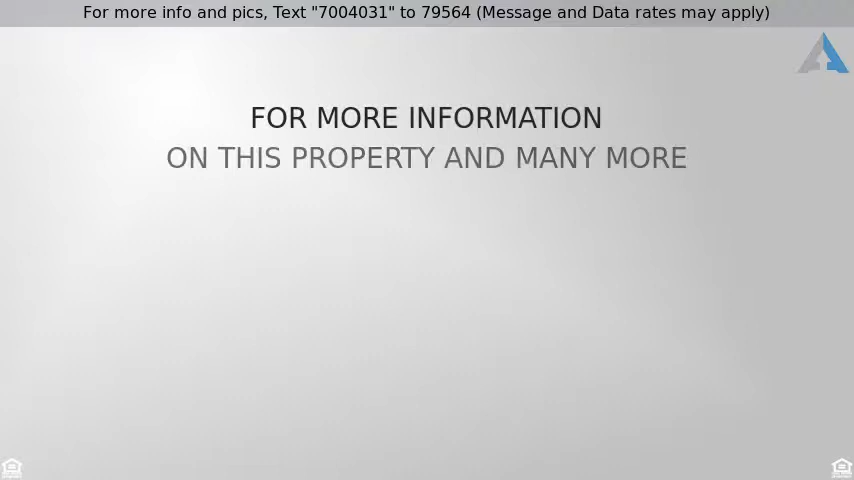 For more info and pics, Text "7004031" to 79564 (Message and Data rates may apply)
FOR MORE INFORMATION
ON THIS PROPERTY AND MANY MORE